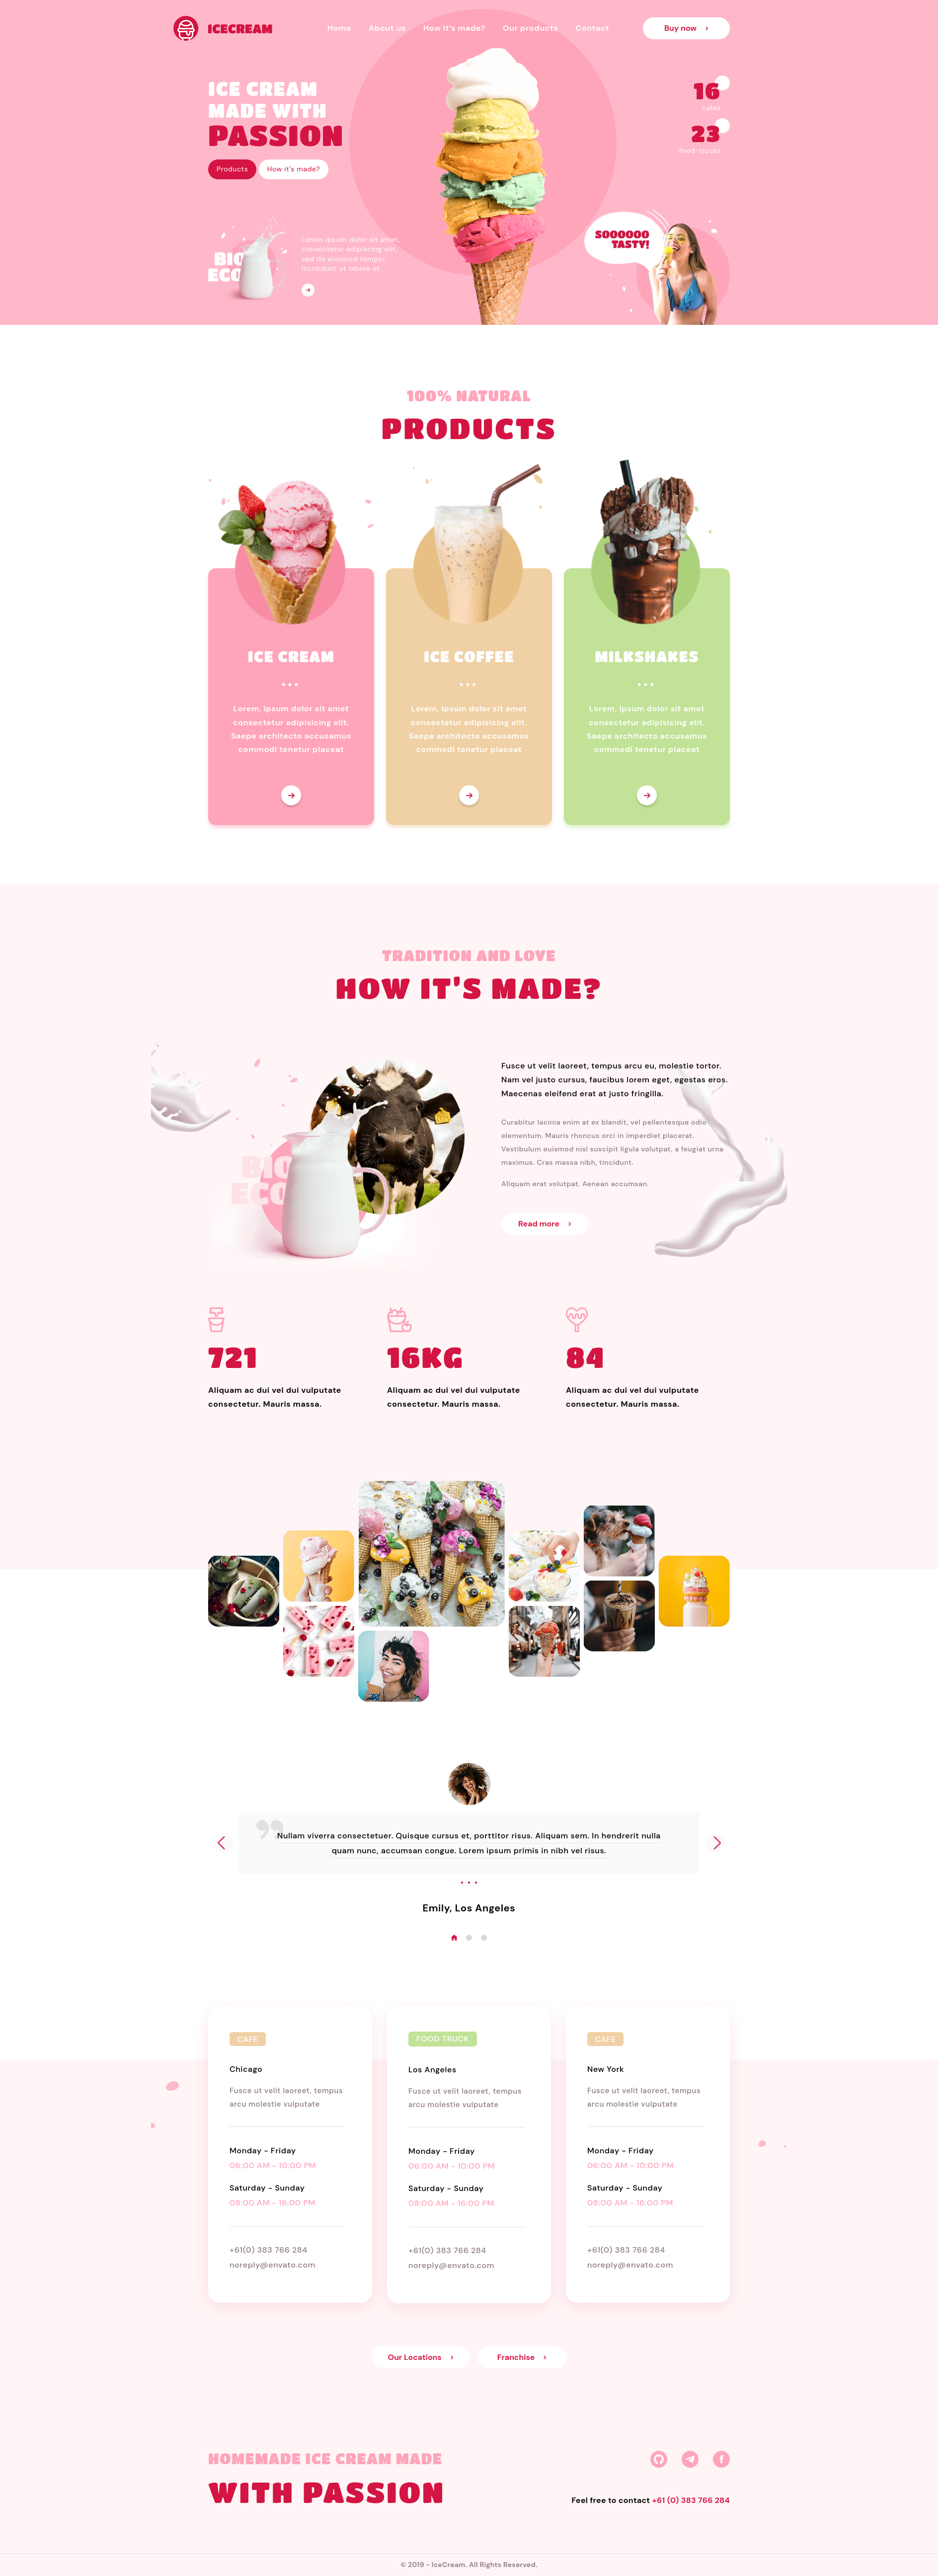 ICECREAM
Home About us How it's made? Our products Contact
Buy now
ICE CREAM
MADE WITH
PASSION
Products How it's made?
16
cafes
23
food-trucks
BIO
ECO
Lorem ipsum dolor sit amet,
consectetur adipiscing elit,
sed do eiusmod tempor
incididunt ut labore et
SOOOOOO
TASTY!
100% NATURAL
PRODUCTS
ICE CREAM
Lorem, ipsum dolor sit amet
consectetur adipisicing elit.
Saepe architecto accusamus
commodi tenetur placeat
ICE COFFEE
Lorem, ipsum dolor sit amet
consectetur adipisicing elit.
Saepe architecto accusamus
commodi tenetur placeat
MILKSHAKES
Lorem, ipsum dolor sit amet
consectetur adipisicing elit.
Saepe architecto accusamus
commodi tenetur placeat
TRADITION AND LOVE
HOW IT'S MADE?
BIO
ECO
Fusce ut velit laoreet, tempus arcu eu, molestie tortor.
Nam vel justo cursus, faucibus lorem eget, egestas eros.
Maecenas eleifend erat at justo fringilla.
Curabitur lacinia enim at ex blandit, vel pellentesque odio
elementum. Mauris rhoncus orci in imperdiet placerat.
Vestibulum euismod nisl suscipit ligula volutpat, a feugiat urna
maximus. Cras massa nibh, tincidunt.
Aliquam erat volutpat. Aenean accumsan.
Read more
721
Aliquam ac dui vel dui vulputate
consectetur. Mauris massa.
16KG
Aliquam ac dui vel dui vulputate
consectetur. Mauris massa.
84
Aliquam ac dui vel dui vulputate
consectetur. Mauris massa.
Nullam viverra consectetuer. Quisque cursus et, porttitor risus. Aliquam sem. In hendrerit nulla
quam nunc, accumsan congue. Lorem ipsum primis in nibh vel risus.
Emily, Los Angeles
CAFE
Chicago
Fusce ut velit laoreet, tempus
arcu molestie vulputate
Monday - Friday
06:00 AM - 10:00 PM
Saturday - Sunday
08:00 AM - 16:00 PM
+61(0) 383 766 284
noreply@envato.com
FOOD TRUCK
Los Angeles
Fusce ut velit laoreet, tempus
arcu molestie vulputate
Monday - Friday
06:00 AM - 10:00 PM
Saturday - Sunday
08:00 AM - 16:00 PM
+61(0) 383 766 284
noreply@envato.com
CAFE
New York
Fusce ut velit laoreet, tempus
arcu molestie vulputate
Monday - Friday
06:00 AM - 10:00 PM
Saturday - Sunday
08:00 AM - 16:00 PM
+61(0) 383 766 284
noreply@envato.com
Our Locations
Franchise
HOMEMADE ICE CREAM MADE
WITH PASSION
Feel free to contact +61 (0) 383 766 284
© 2019 - IceCream. All Rights Reserved.